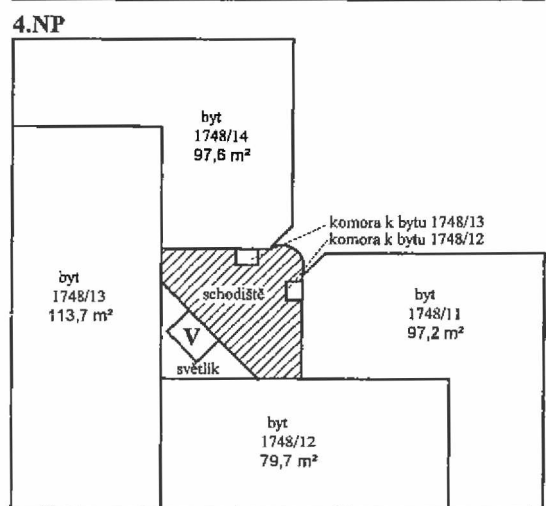 4.NP
byt
1748/14
97,6 m²
komora k bytu 1748/13
komora k bytu 1748/12
byt
1748/13
113,7 m²
schodiště
byt
1748/11
97,2 m²
V
světlík
byt
1748/12
79,7 m²